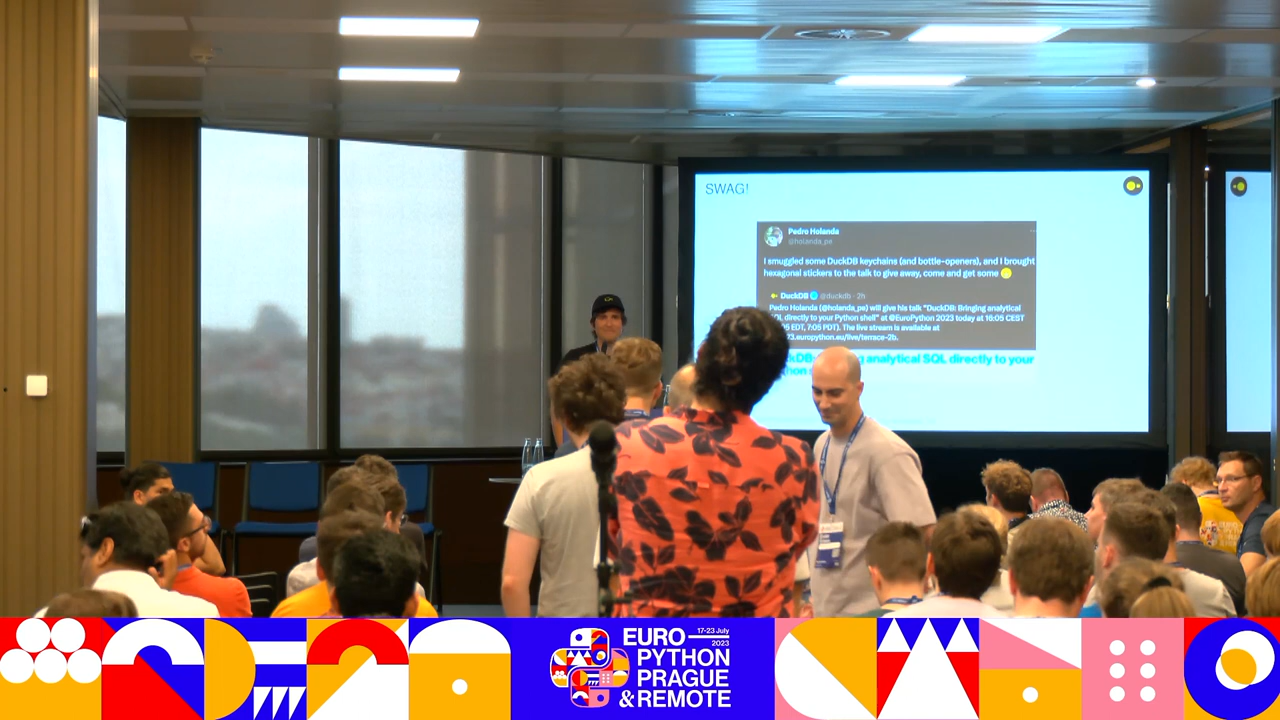 SWAG!
Pedro Holanda
@holanda_pe
I smuggled some DuckDB keychains (and bottle-openers), and I brought
hexagonal stickers to the talk to give away, come and get some
DuckDB @duckdb · 2h
Pedro Holanda (@holanda_pe) will give his talk "DuckDB: Bringing analytical
SQL directly to your Python shell" at @EuroPython 2023 today at 16:05 CEST
EDT, 7:05 PDT). The live stream is available at
.europython.eu/live/terrace-2b.
analytical SQL directly to your
17-23 July
2023
EURO
PYTHON
PRAGUE
& REMOTE